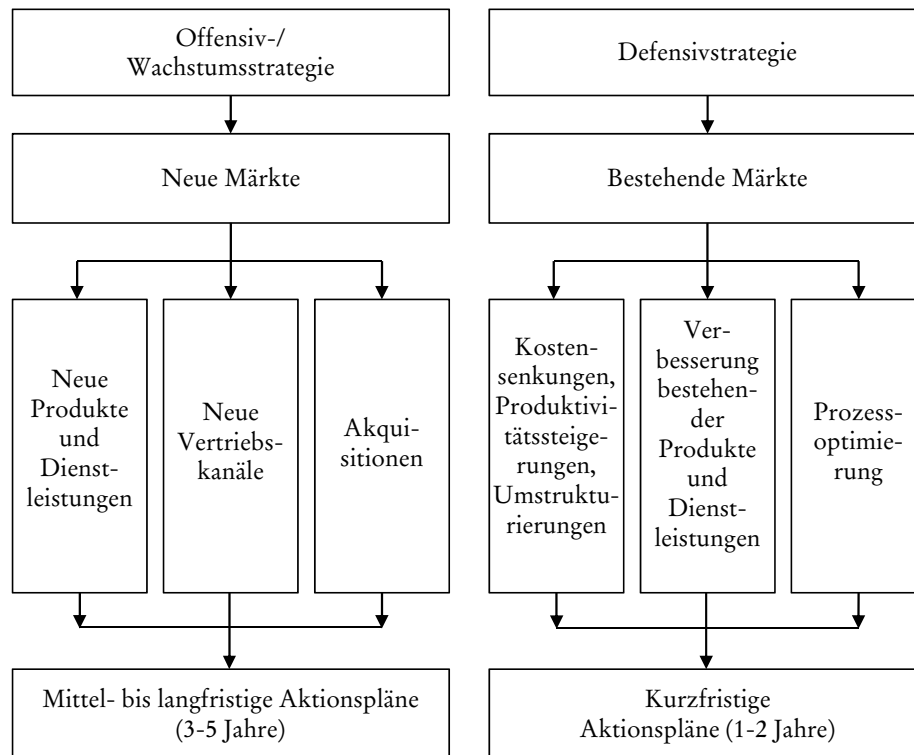 Offensiv-/
Wachstumsstrategie
Defensivstrategie
Neue Märkte
Bestehende Märkte
Neue
Produkte
und
Dienst-
leistungen
Neue
Vertriebs-
kanäle
Akqui-
sitionen
Kosten-
senkungen,
Produktivi-
tätssteige-
rungen,
Umstruktu-
rierungen
Ver-
besserung
bestehen-
der
Produkte
und
Dienst-
leistungen
Prozess-
optimie-
rung
Mittel- bis langfristige Aktionspläne
(3-5 Jahre)
Kurzfristige
Aktionspläne (1-2 Jahre)